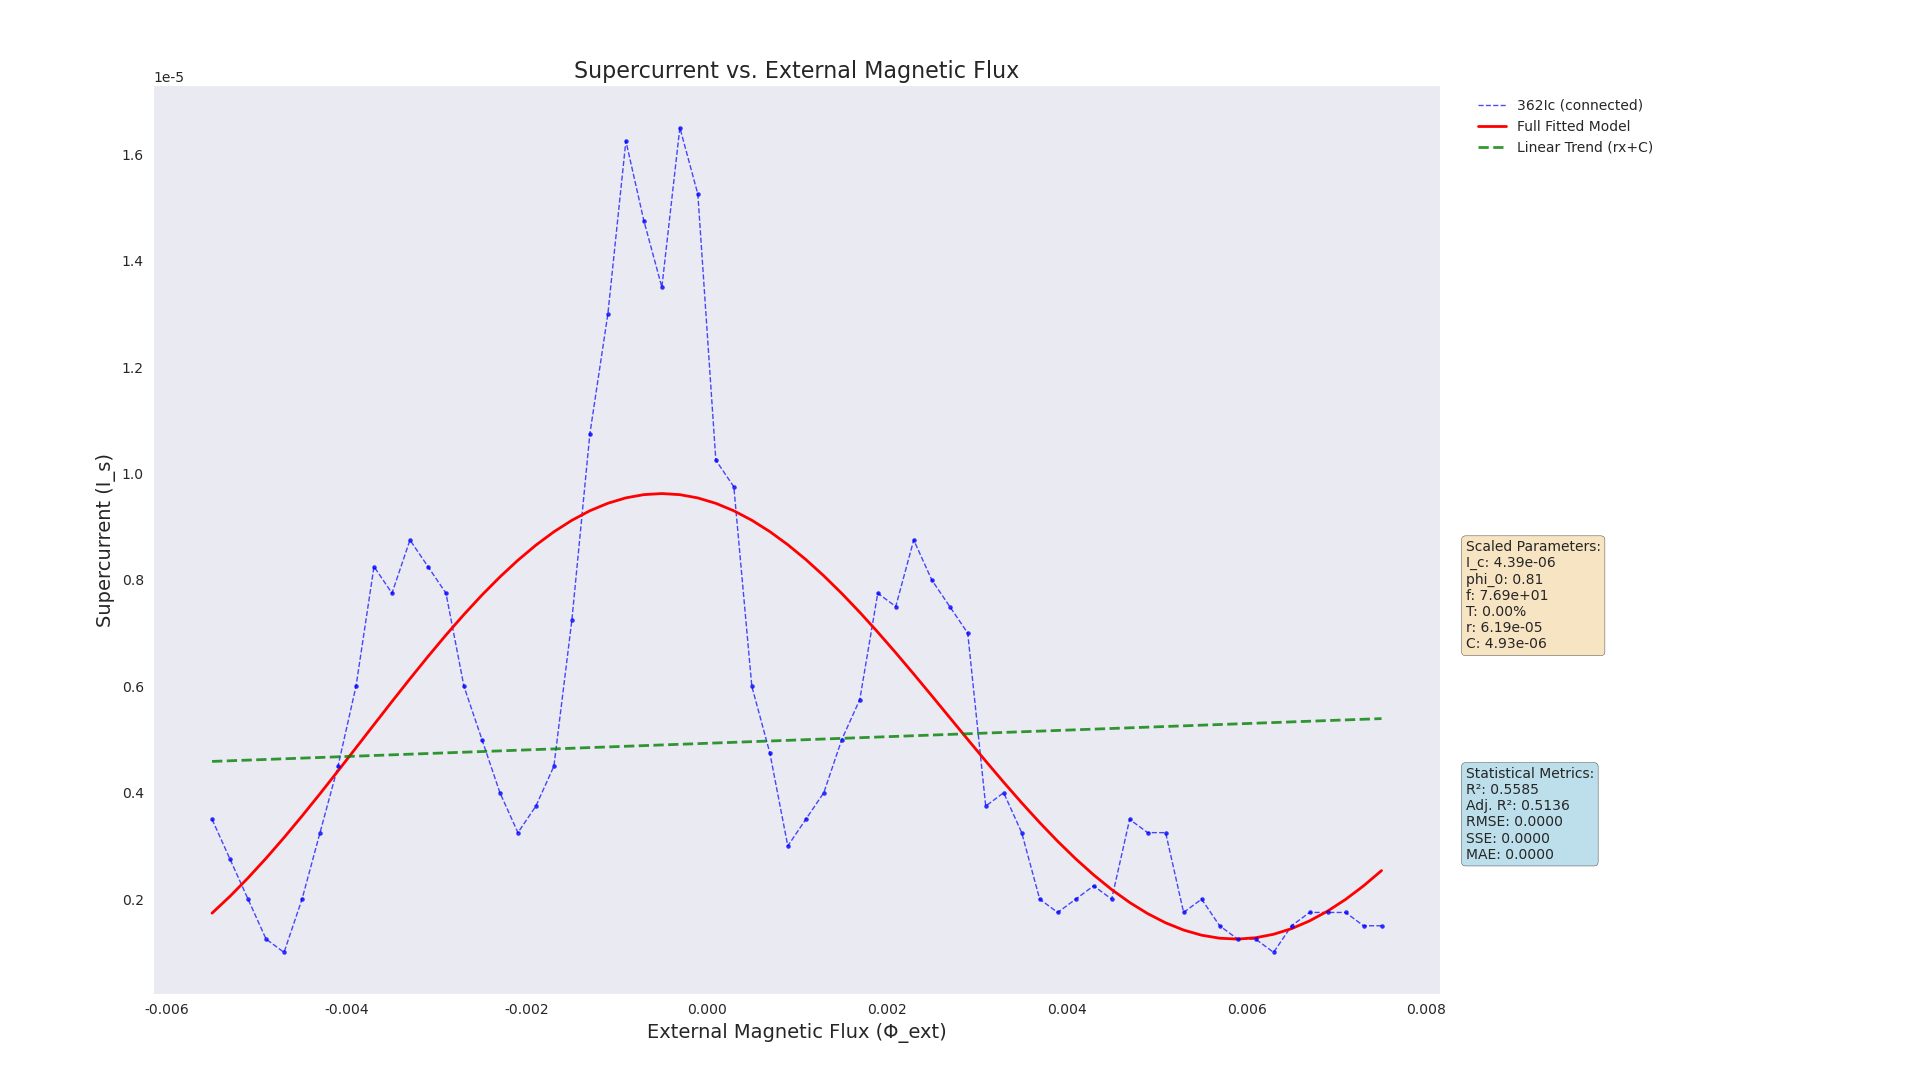 Supercurrent vs. External Magnetic Flux
1e-5
1.6
1.4
1.2
1.0
0.8
0.6
0.4
0.2
Supercurrent (I_s)
-0.006
-0.004
-0.002
0.000
0.002
0.004
0.006
0.008
External Magnetic Flux (Φ_ext)
362Ic (connected)
Full Fitted Model
Linear Trend (rx+C)
Scaled Parameters:
I_c: 4.39e-06
phi_0: 0.81
f: 7.69e+01
T: 0.00%
r: 6.19e-05
C: 4.93e-06
Statistical Metrics:
R²: 0.5585
Adj. R²: 0.5136
RMSE: 0.0000
SSE: 0.0000
MAE: 0.0000